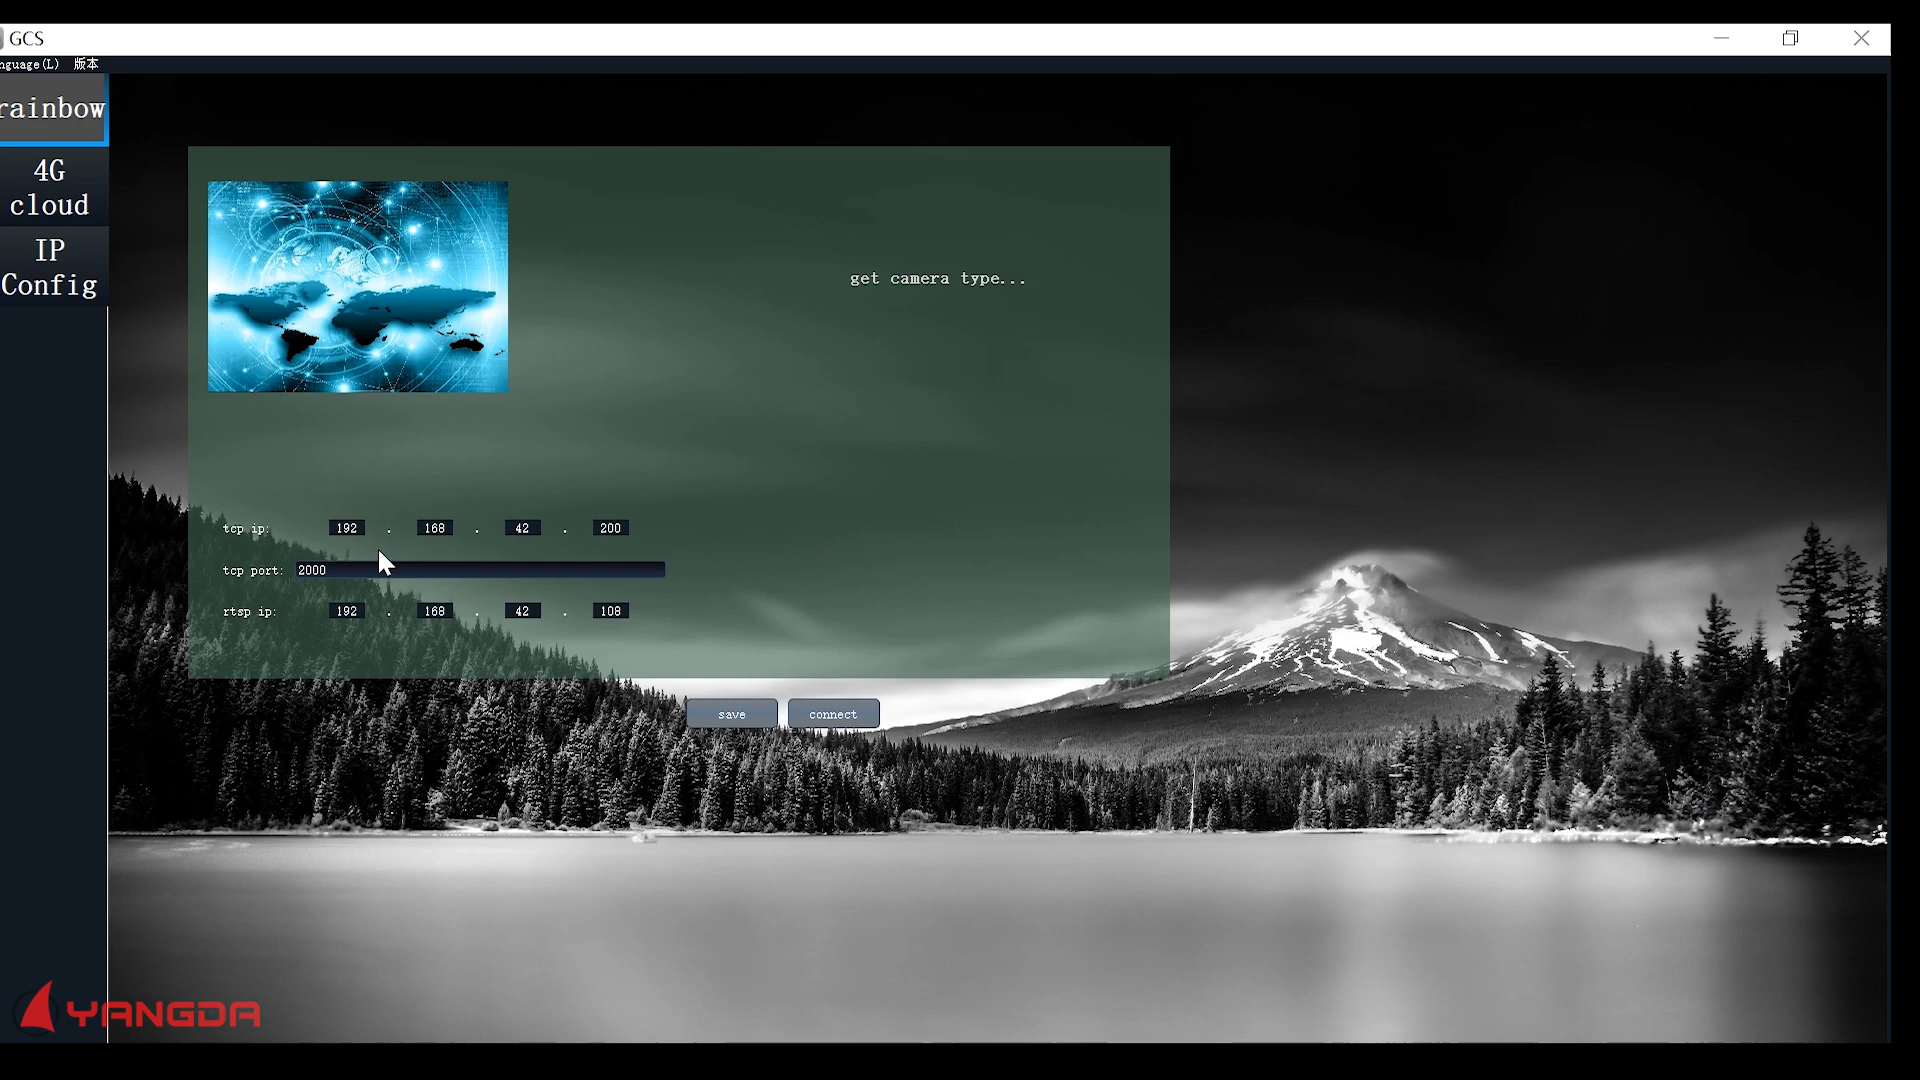 GCS
nguage(L) 版本
rainbow
4G
cloud
IP
Config
get camera type...
tcp ip: 192 . 168 . 42 . 200
tcp port: 2000
rtsp ip: 192 . 168 . 42 . 108
save connect
YANGDA